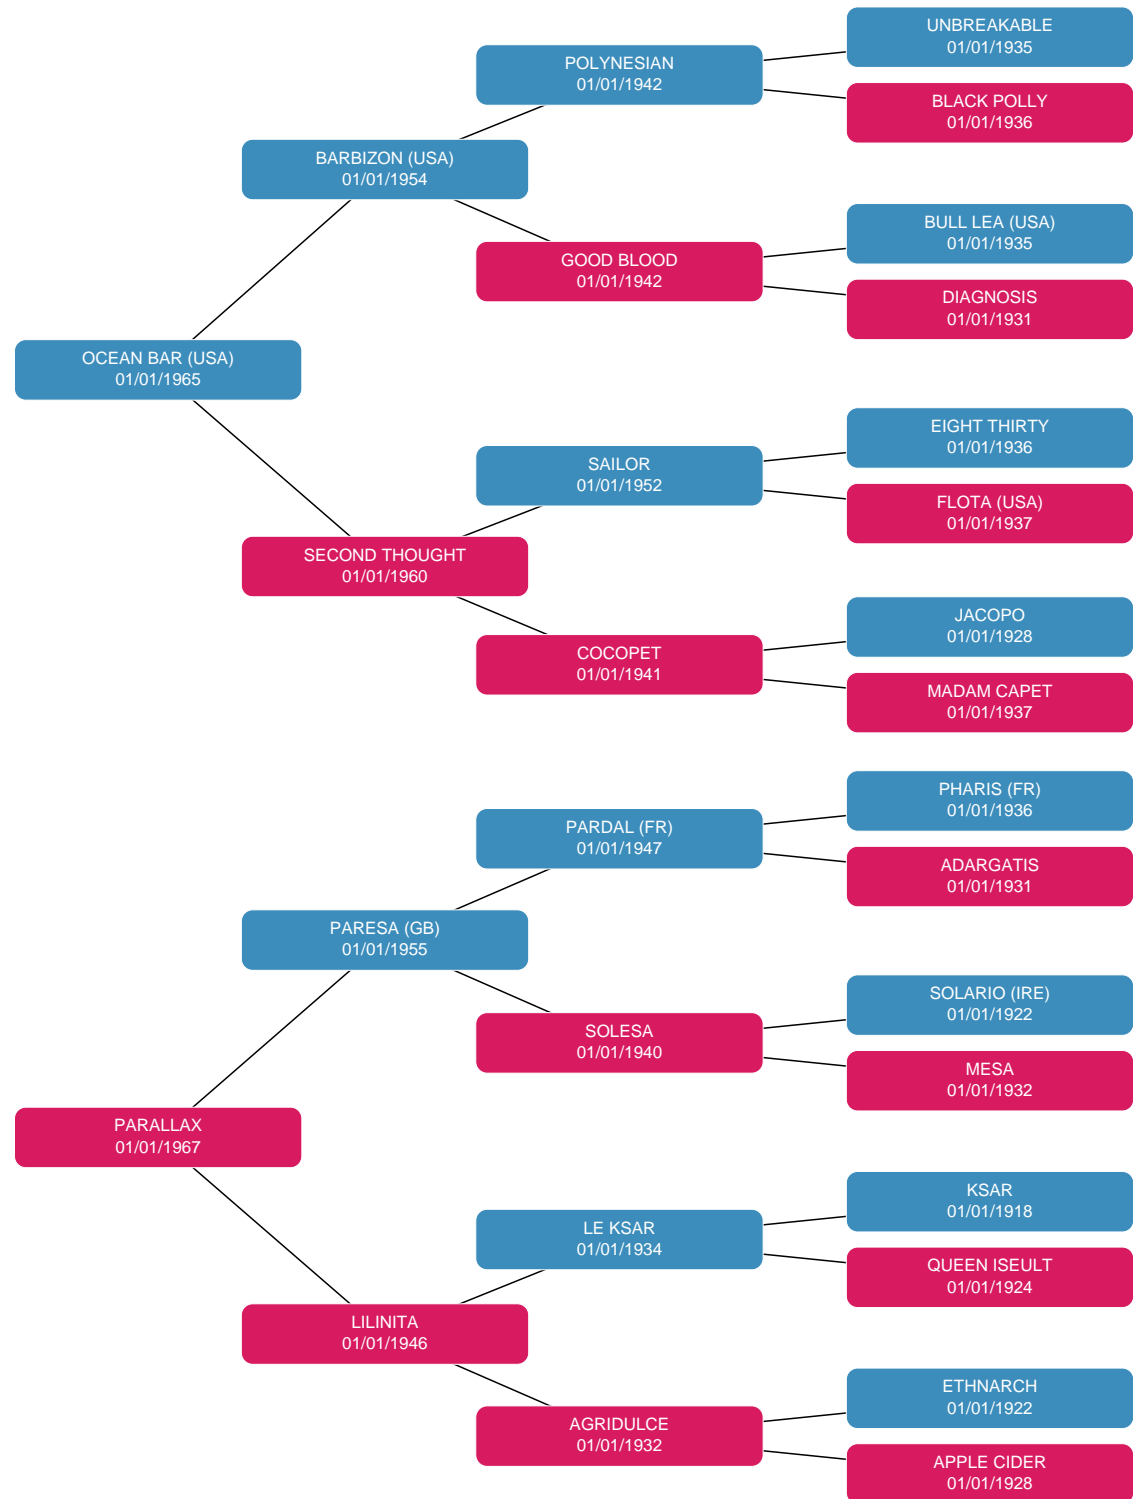 UNBREAKABLE
01/01/1935
POLYNESIAN
01/01/1942
BLACK POLLY
01/01/1936
BARBIZON (USA)
01/01/1954
BULL LEA (USA)
01/01/1935
GOOD BLOOD
01/01/1942
DIAGNOSIS
01/01/1931
OCEAN BAR (USA)
01/01/1965
EIGHT THIRTY
01/01/1936
SAILOR
01/01/1952
FLOTA (USA)
01/01/1937
SECOND THOUGHT
01/01/1960
JACOPO
01/01/1928
COCOPET
01/01/1941
MADAM CAPET
01/01/1937
PHARIS (FR)
01/01/1936
PARDAL (FR)
01/01/1947
ADARGATIS
01/01/1931
PARESA (GB)
01/01/1955
SOLARIO (IRE)
01/01/1922
SOLESA
01/01/1940
MESA
01/01/1932
PARALLAX
01/01/1967
KSAR
01/01/1918
LE KSAR
01/01/1934
QUEEN ISEULT
01/01/1924
LILINITA
01/01/1946
ETHNARCH
01/01/1922
AGRIDULCE
01/01/1932
APPLE CIDER
01/01/1928